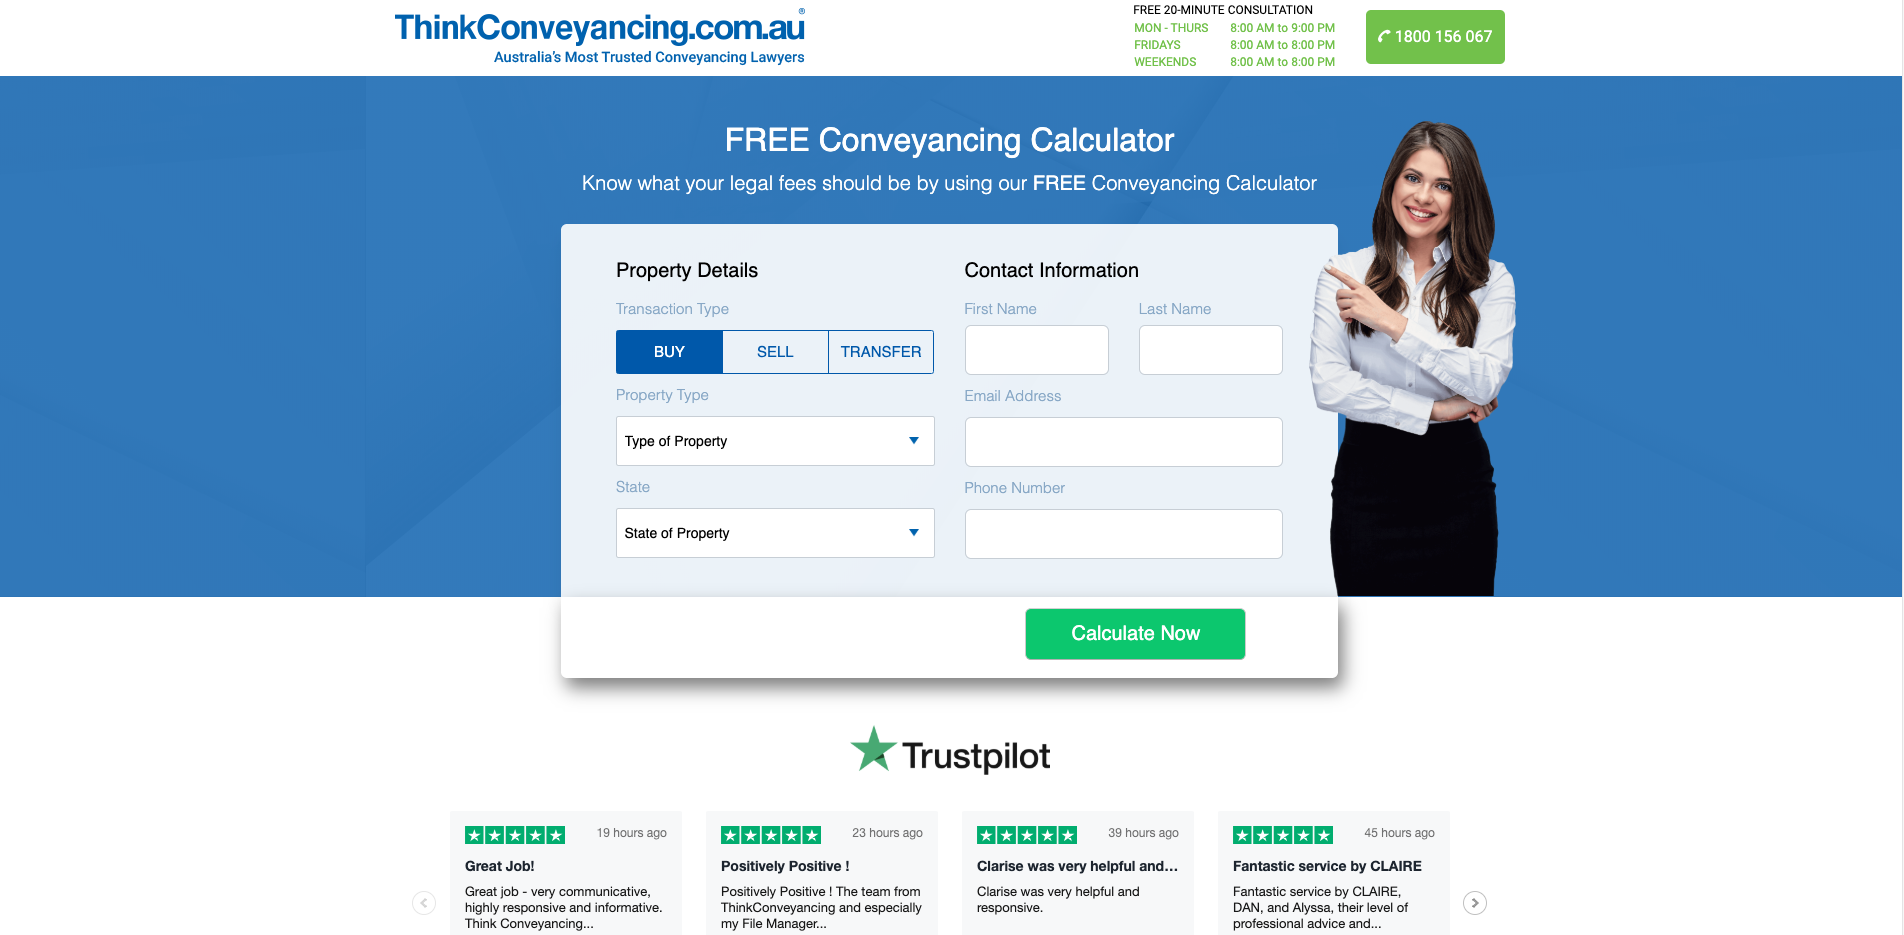 ThinkConveyancing.com.au®
Australia's Most Trusted Conveyancing Lawyers
FREE 20-MINUTE CONSULTATION
MON - THURS 8:00 AM to 9:00 PM
FRIDAYS 8:00 AM to 8:00 PM
WEEKENDS 8:00 AM to 8:00 PM
1800 156 067
FREE Conveyancing Calculator
Know what your legal fees should be by using our FREE Conveyancing Calculator
Property Details
Transaction Type
BUY SELL TRANSFER
Property Type
Type of Property
State
State of Property
Contact Information
First Name Last Name
Email Address
Phone Number
Calculate Now
Trustpilot
19 hours ago
Great Job!
Great job - very communicative,
highly responsive and informative.
Think Conveyancing...
23 hours ago
Positively Positive !
Positively Positive ! The team from
ThinkConveyancing and especially
my File Manager...
39 hours ago
Clarise was very helpful and...
Clarise was very helpful and
responsive.
45 hours ago
Fantastic service by CLAIRE
Fantastic service by CLAIRE,
DAN, and Alyssa, their level of
professional advice and...